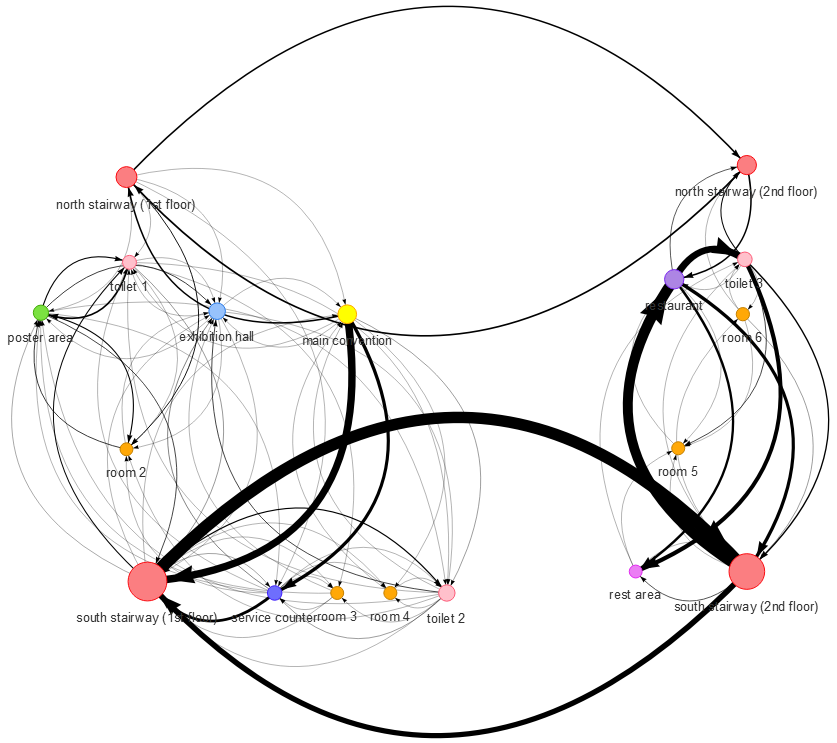 north stairway (2nd floor)
north stairway (1st floor)
toilet 3
toilet 1
restaurant
exhibition hall
poster area
room 6
main convention
room 5
room 2
rest area
south stairway (2nd floor)
south stairway (1st floor)
service counter
room 3
room 4
toilet 2